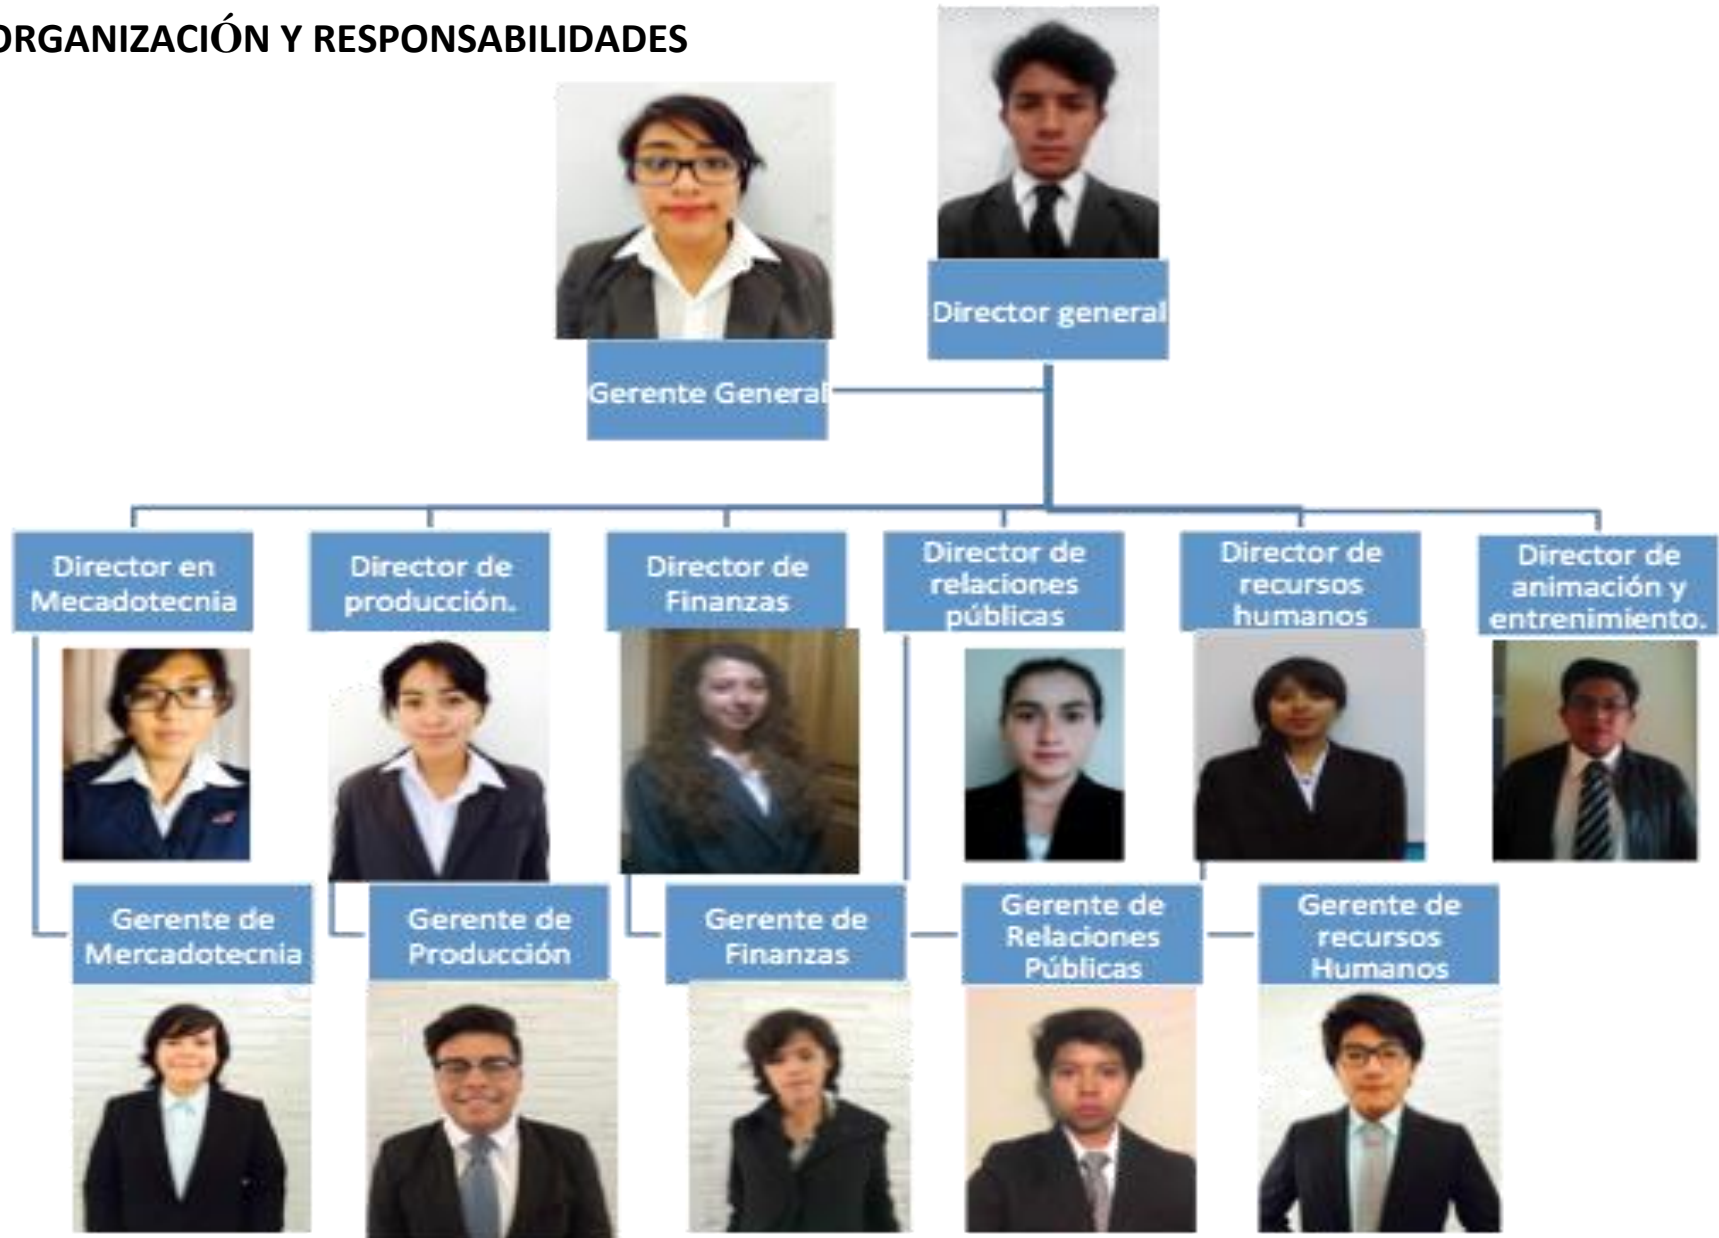 ORGANIZACIÓN Y RESPONSABILIDADES
Director general
Gerente General
Director en
Mecadotecnia
Director de
producción.
Director de
Finanzas
Director de
relaciones
públicas
Director de
recursos
humanos
Director de
animación y
entrenimiento.
Gerente de
Mercadotecnia
Gerente de
Producción
Gerente de
Finanzas
Gerente de
Relaciones
Públicas
Gerente de
recursos
Humanos